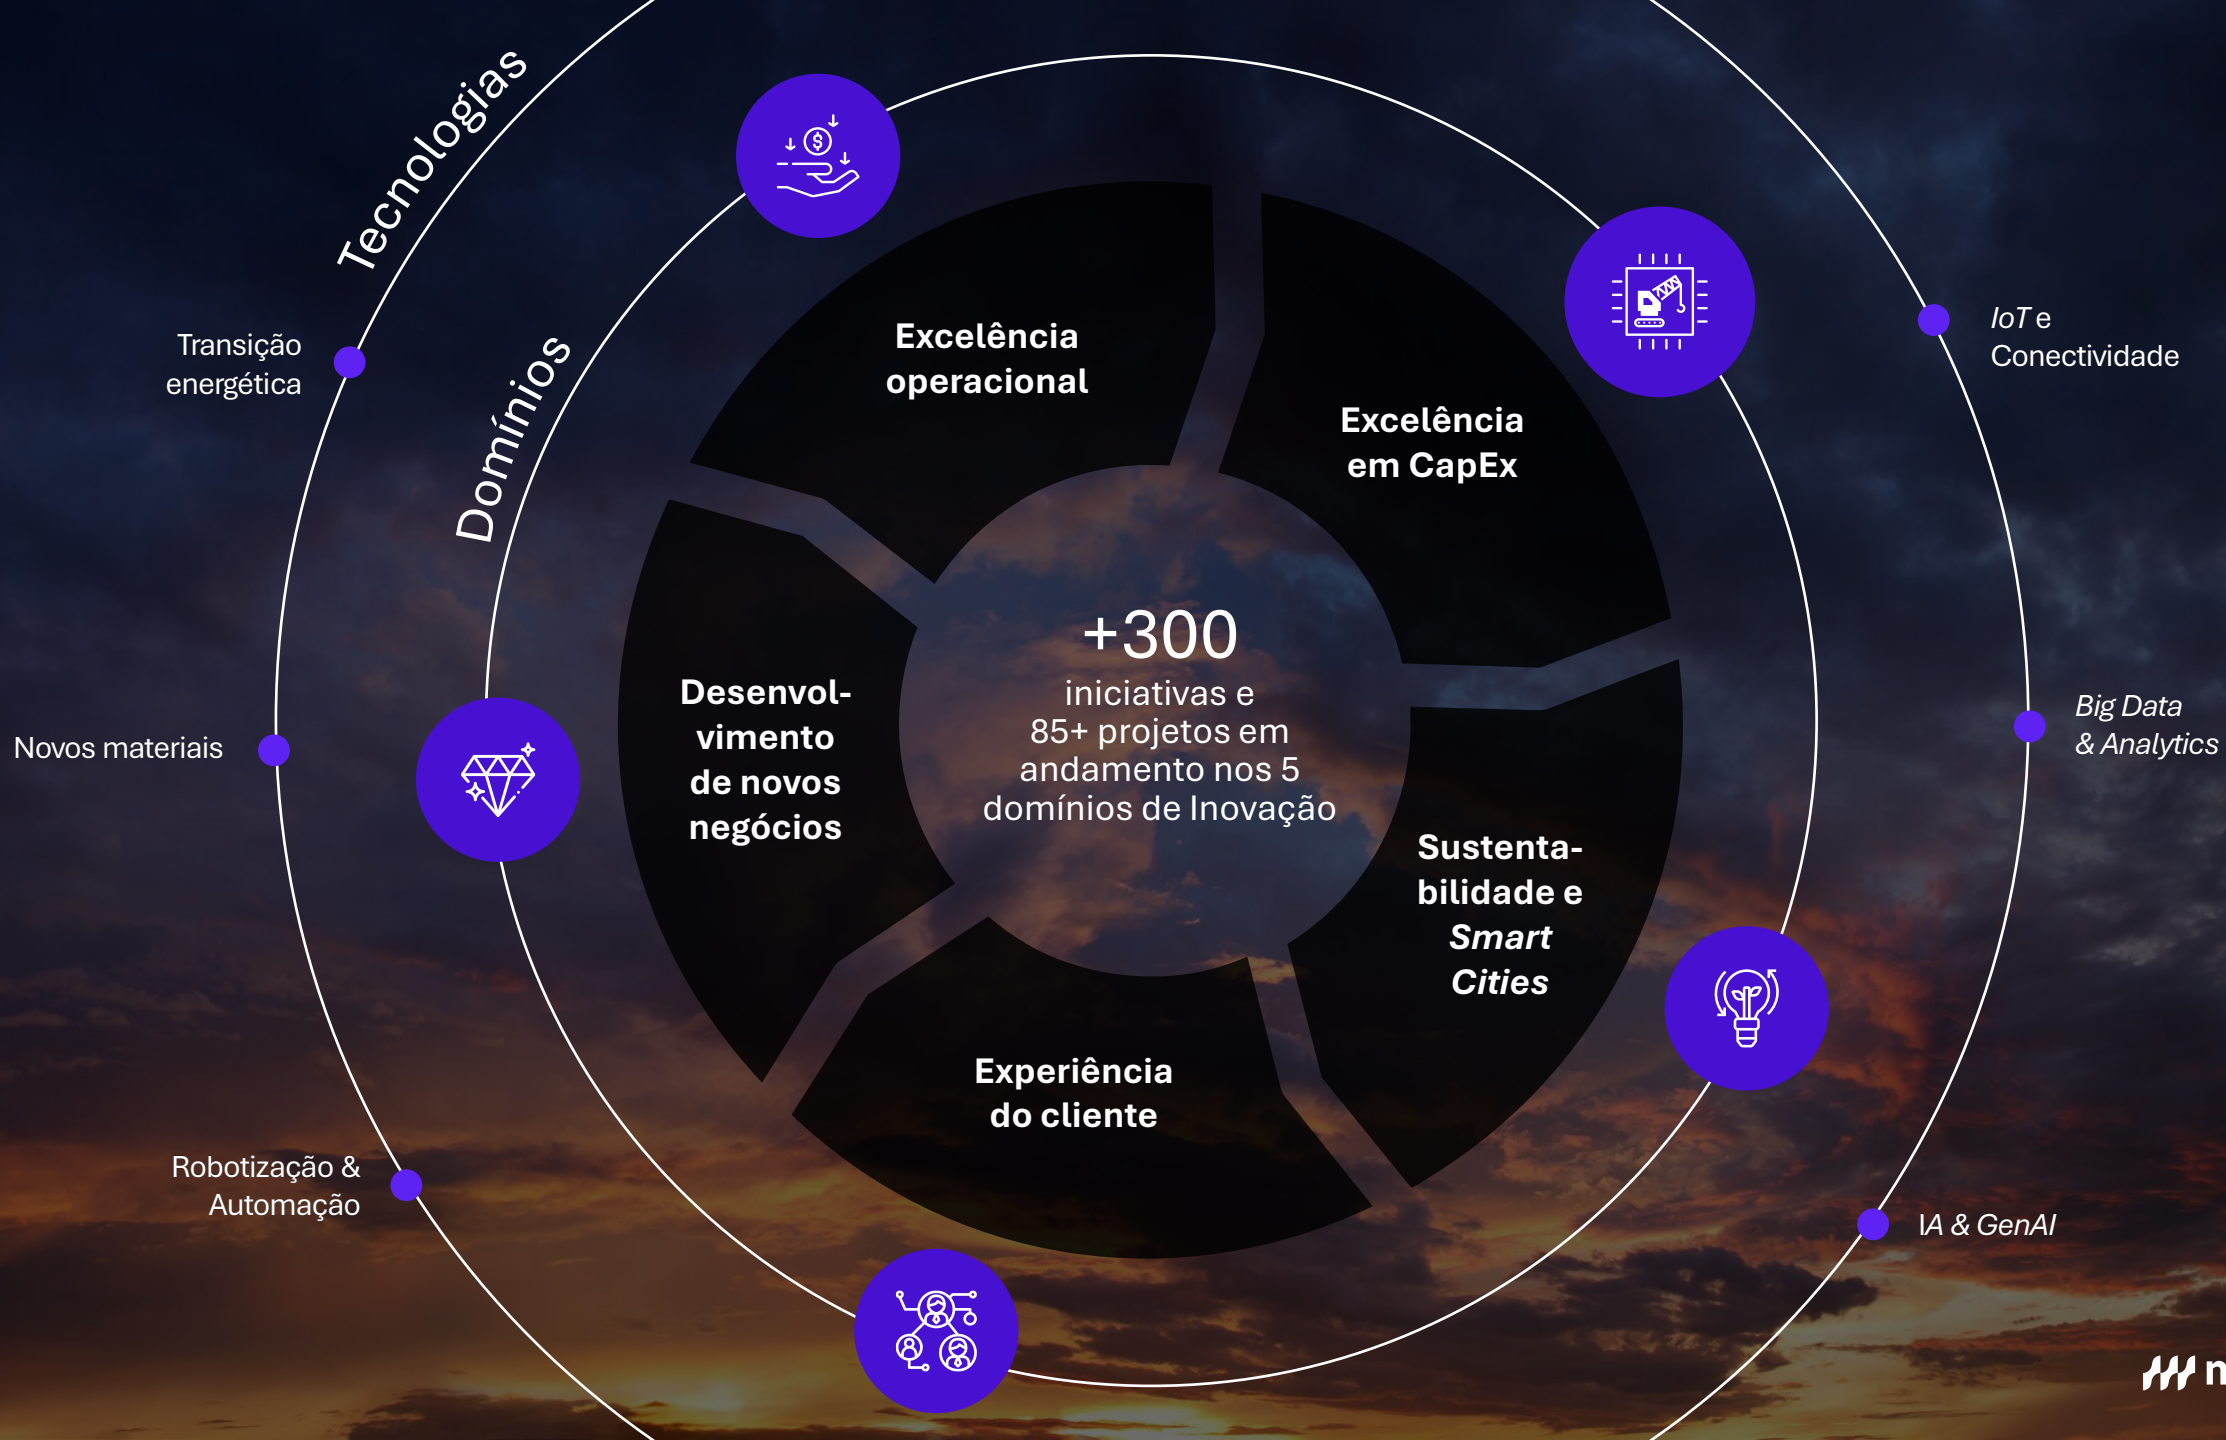 Tecnologias
Domínios
Transição
energética
Novos materiais
Robotização &
Automação
Excelência
operacional
Excelência
em CapEx
Desenvol-
vimento
de novos
negócios
+300
iniciativas e
85+ projetos em
andamento nos 5
domínios de Inovação
Sustenta-
bilidade e
Smart
Cities
Experiência
do cliente
IoT e
Conectividade
Big Data
& Analytics
IA & GenAI